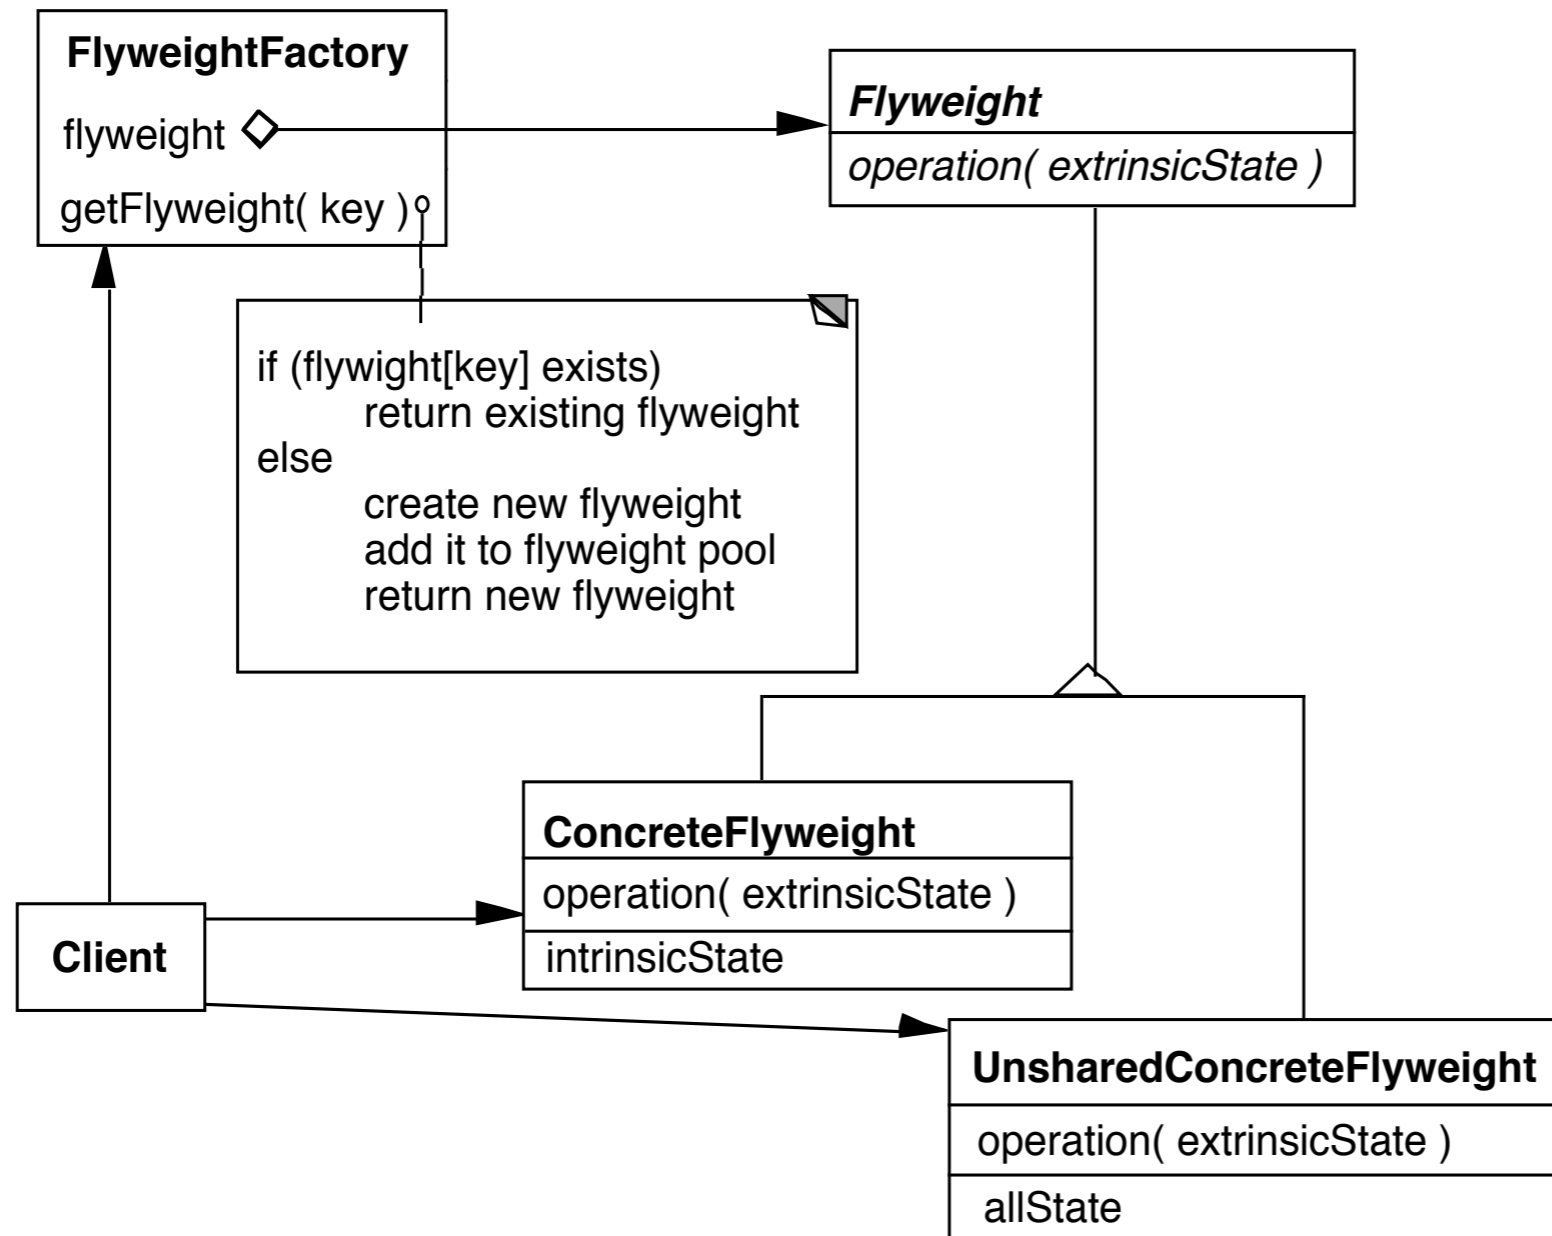 FlyweightFactory
flyweight
getFlyweight( key )
Flyweight
operation( extrinsicState )
if (flywight[key] exists)
return existing flyweight
else
create new flyweight
add it to flyweight pool
return new flyweight
ConcreteFlyweight
operation( extrinsicState )
intrinsicState
Client
UnsharedConcreteFlyweight
operation( extrinsicState )
allState